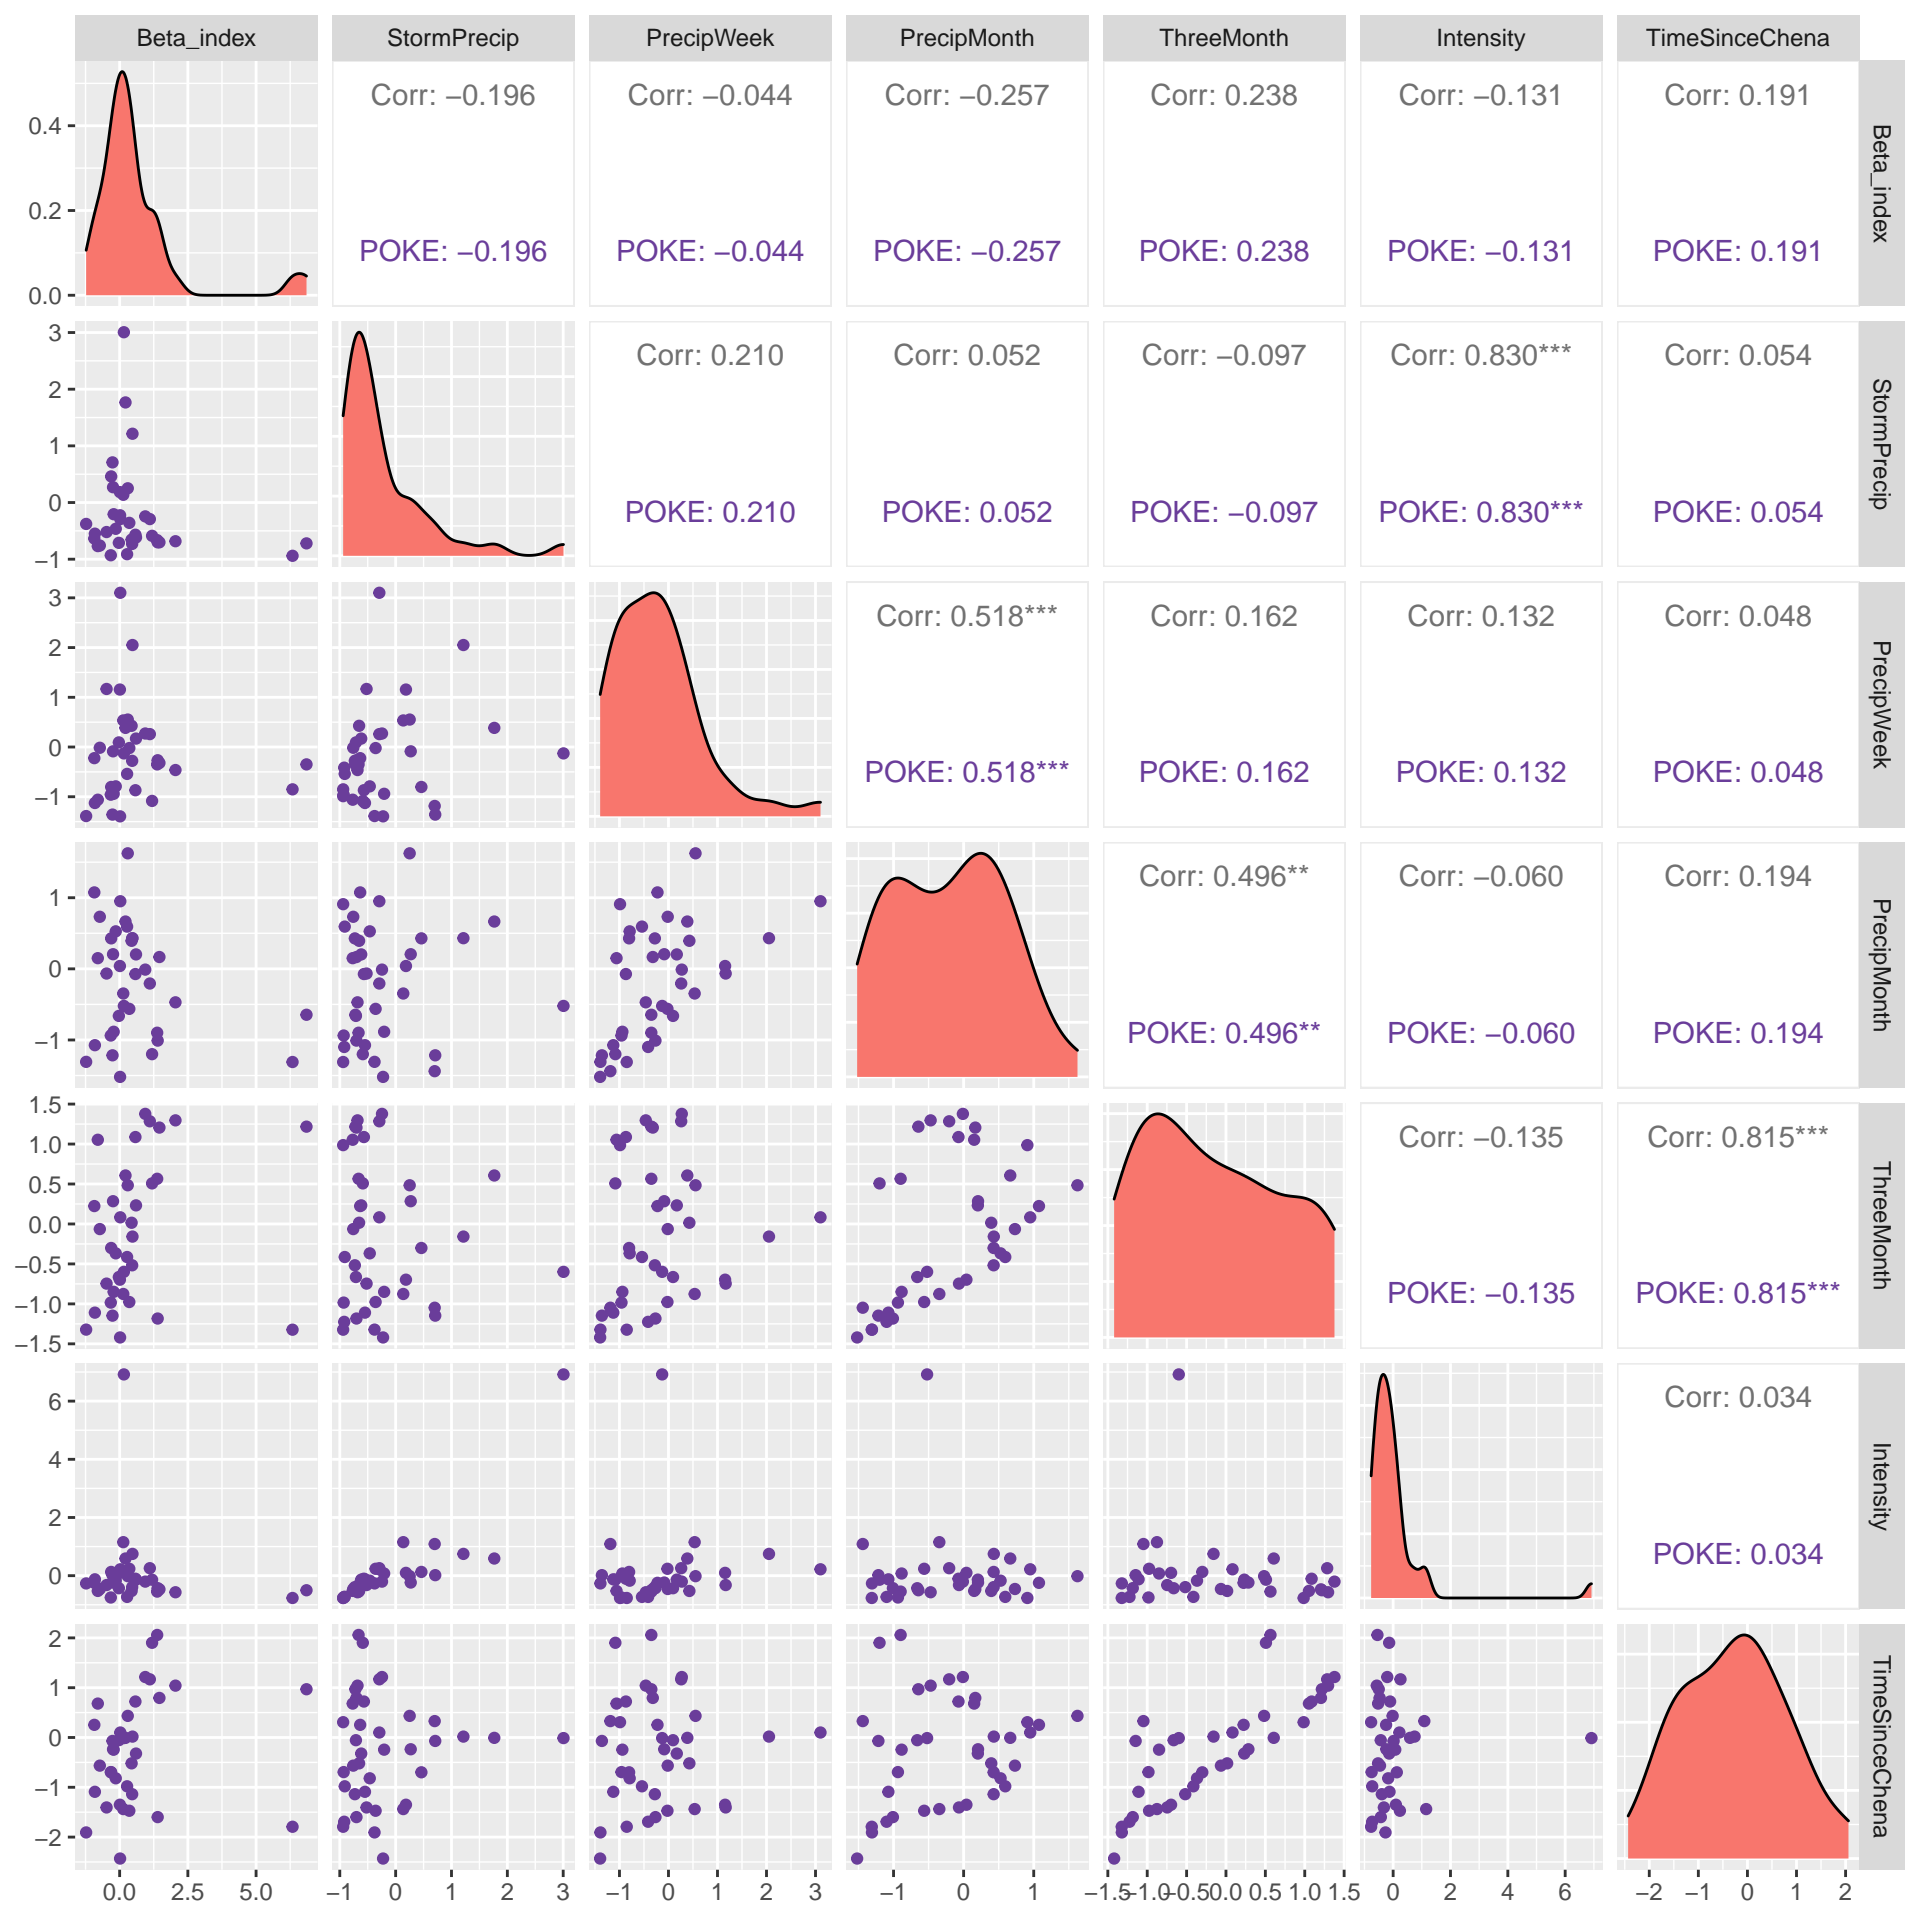 Beta_index StormPrecip PrecipWeek PrecipMonth ThreeMonth Intensity TimeSinceChena
Corr: −0.196 Corr: −0.044 Corr: −0.257 Corr: 0.238 Corr: −0.131 Corr: 0.191
0.4
0.2
0.0
POKE: −0.196 POKE: −0.044 POKE: −0.257 POKE: 0.238 POKE: −0.131 POKE: 0.191
Beta_index
3
2
1
0
−1
Corr: 0.210 Corr: 0.052 Corr: −0.097 Corr: 0.830*** Corr: 0.054
POKE: 0.210 POKE: 0.052 POKE: −0.097 POKE: 0.830*** POKE: 0.054
StormPrecip
3
2
1
0
−1
Corr: 0.518*** Corr: 0.162 Corr: 0.132 Corr: 0.048
POKE: 0.518*** POKE: 0.162 POKE: 0.132 POKE: 0.048
PrecipWeek
1
0
−1
Corr: 0.496** Corr: −0.060 Corr: 0.194
POKE: 0.496** POKE: −0.060 POKE: 0.194
PrecipMonth
1.5
1.0
0.5
0.0
−0.5
−1.0
−1.5
Corr: −0.135 Corr: 0.815***
POKE: −0.135 POKE: 0.815***
ThreeMonth
6
4
2
0
Corr: 0.034
POKE: 0.034
Intensity
2
1
0
−1
−2
TimeSinceChena
0.0 2.5 5.0 −1 0 1 2 3 −1 0 1 2 3 −1 0 1 −1.5 −1.0 −0.5 0.0 0.5 1.0 1.5 0 2 4 6 −2 −1 0 1 2